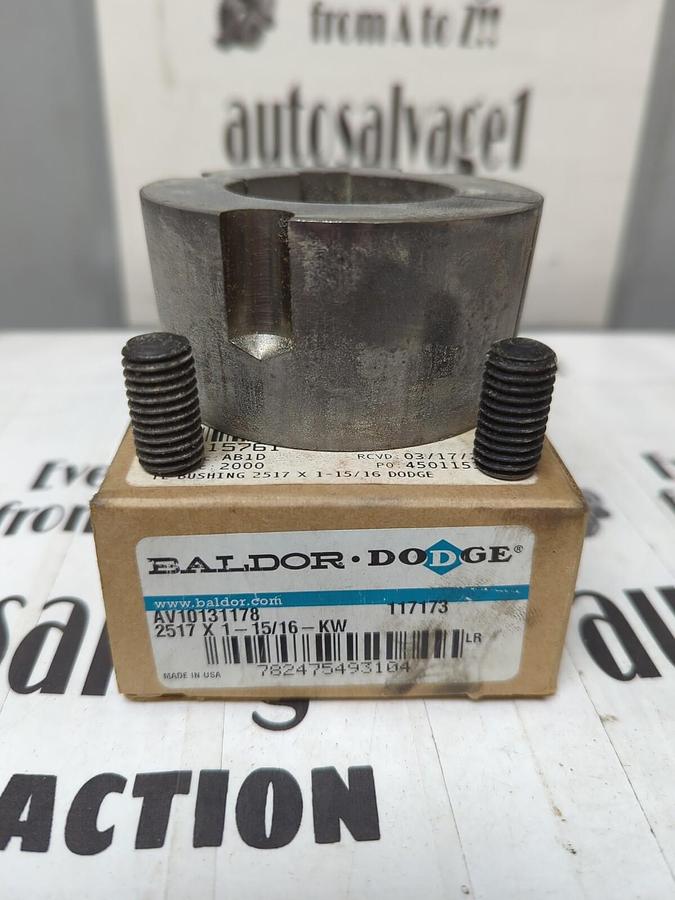 from A to Z!!
autosalvage1
15761
AB1D RCVD: 03/17/
2000 PO: 450115
BUSHING 2517 X 1-15/16 DODGE
BALDOR · DODGE®
www.baldor.com
AV10131178 117173
2517 X 1-15/16-KW
LR
782475493104
MADE IN USA
Eve
from
ACTION